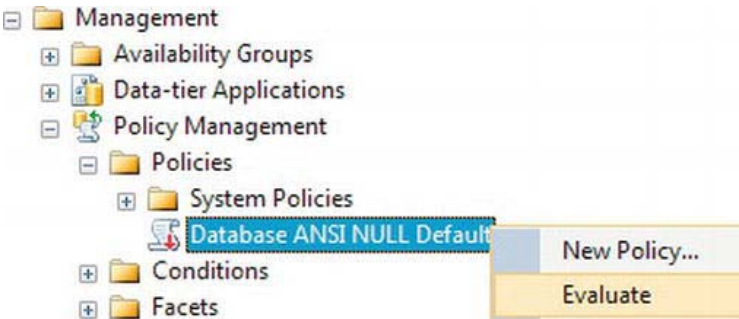 Management
Availability Groups
Data-tier Applications
Policy Management
Policies
System Policies
Database ANSI NULL Default
New Policy...
Conditions
Evaluate
Facets